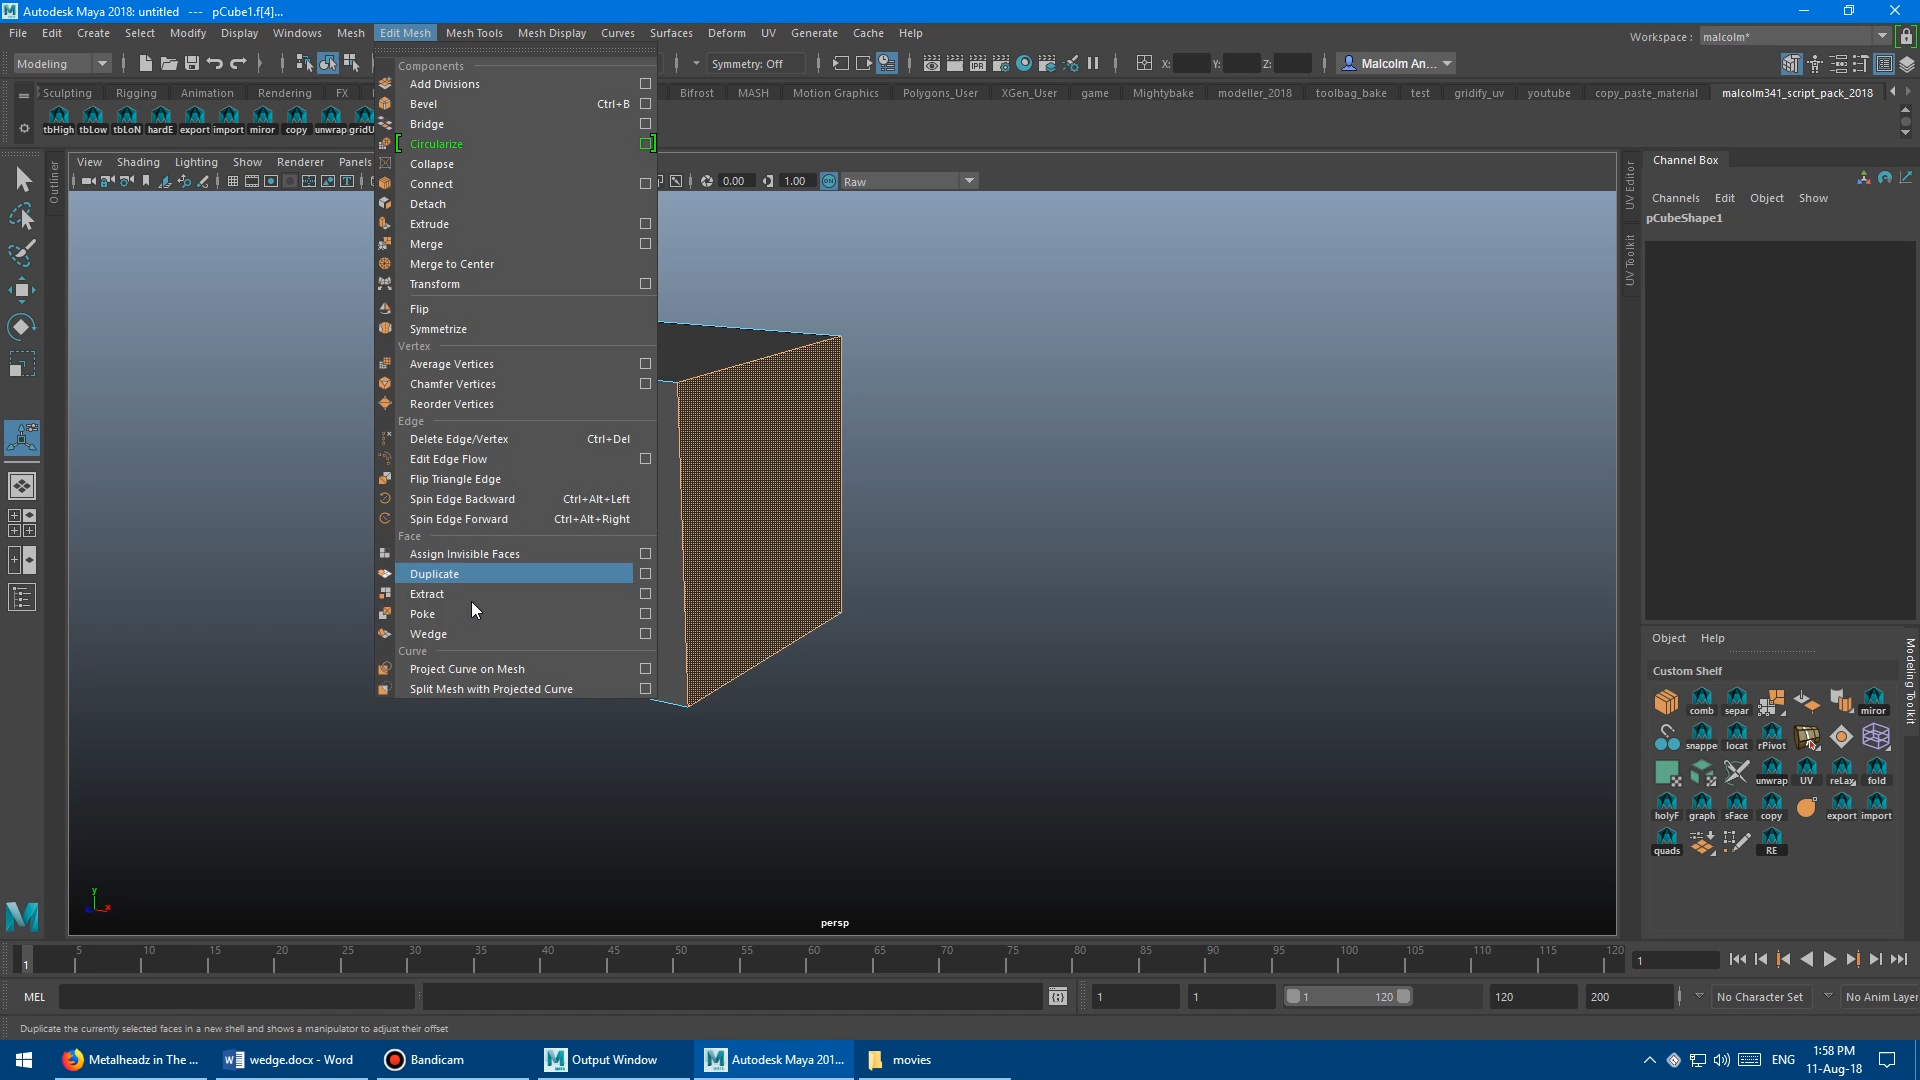 Autodesk Maya 2018: untitled --- pCube1.f[4]...
File Edit Create Select Modify Display Windows Mesh Edit Mesh Mesh Tools Mesh Display Curves Surfaces Deform UV Generate Cache Help
Workspace : malcolm*
Modeling
Symmetry: Off
X: Y: Z:
Malcolm An...
Sculpting Rigging Animation Rendering FX Bifrost MASH Motion Graphics Polygons_User XGen_User game Mightybake modeller_2018 toolbag_bake test gridify_uv youtube copy_paste_material malcolm341_script_pack_2018
tbHigh tbLow tbLoN hardE export import miror copy unwrap gridU
View Shading Lighting Show Renderer Panels
0.00 1.00 Raw
Outliner
UV Editor
UV Toolkit
Components
Add Divisions
Bevel Ctrl+B
Bridge
Circularize
Collapse
Connect
Detach
Extrude
Merge
Merge to Center
Transform
Flip
Symmetrize
Vertex
Average Vertices
Chamfer Vertices
Reorder Vertices
Edge
Delete Edge/Vertex Ctrl+Del
Edit Edge Flow
Flip Triangle Edge
Spin Edge Backward Ctrl+Alt+Left
Spin Edge Forward Ctrl+Alt+Right
Face
Assign Invisible Faces
Duplicate
Extract
Poke
Wedge
Curve
Project Curve on Mesh
Split Mesh with Projected Curve
Channel Box
Channels Edit Object Show
pCubeShape1
Object Help
Custom Shelf
comb separ miror
snappe locat rPivot
unwrap UV reLax fold
holyF graph sFace copy export import
quads RE
Modeling Toolkit
y
x
persp
5 10 15 20 25 30 35 40 45 50 55 60 65 70 75 80 85 90 95 100 105 110 115 120
1
1
MEL
1 1 1 120 120 200 No Character Set No Anim Layer
Duplicate the currently selected faces in a new shell and shows a manipulator to adjust their offset
Metalheadz in The ... wedge.docx - Word Bandicam Output Window Autodesk Maya 201... movies
ENG
1:58 PM
11-Aug-18